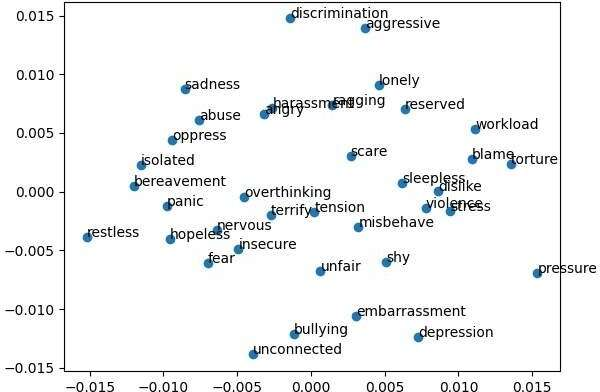 0.015
discrimination
aggressive
0.010
sadness
lonely
harassment
ragging
abuse
angry
reserved
0.005
workload
oppress
isolated
scare
blame
torture
bereavement
sleepless
dislike
0.000
overthinking
panic
terrify
tension
violence
stress
nervous
misbehave
restless
hopeless
insecure
−0.005
fear
unfair
shy
pressure
−0.010
embarrassment
bullying
depression
unconnected
−0.015
−0.015 −0.010 −0.005 0.000 0.005 0.010 0.015